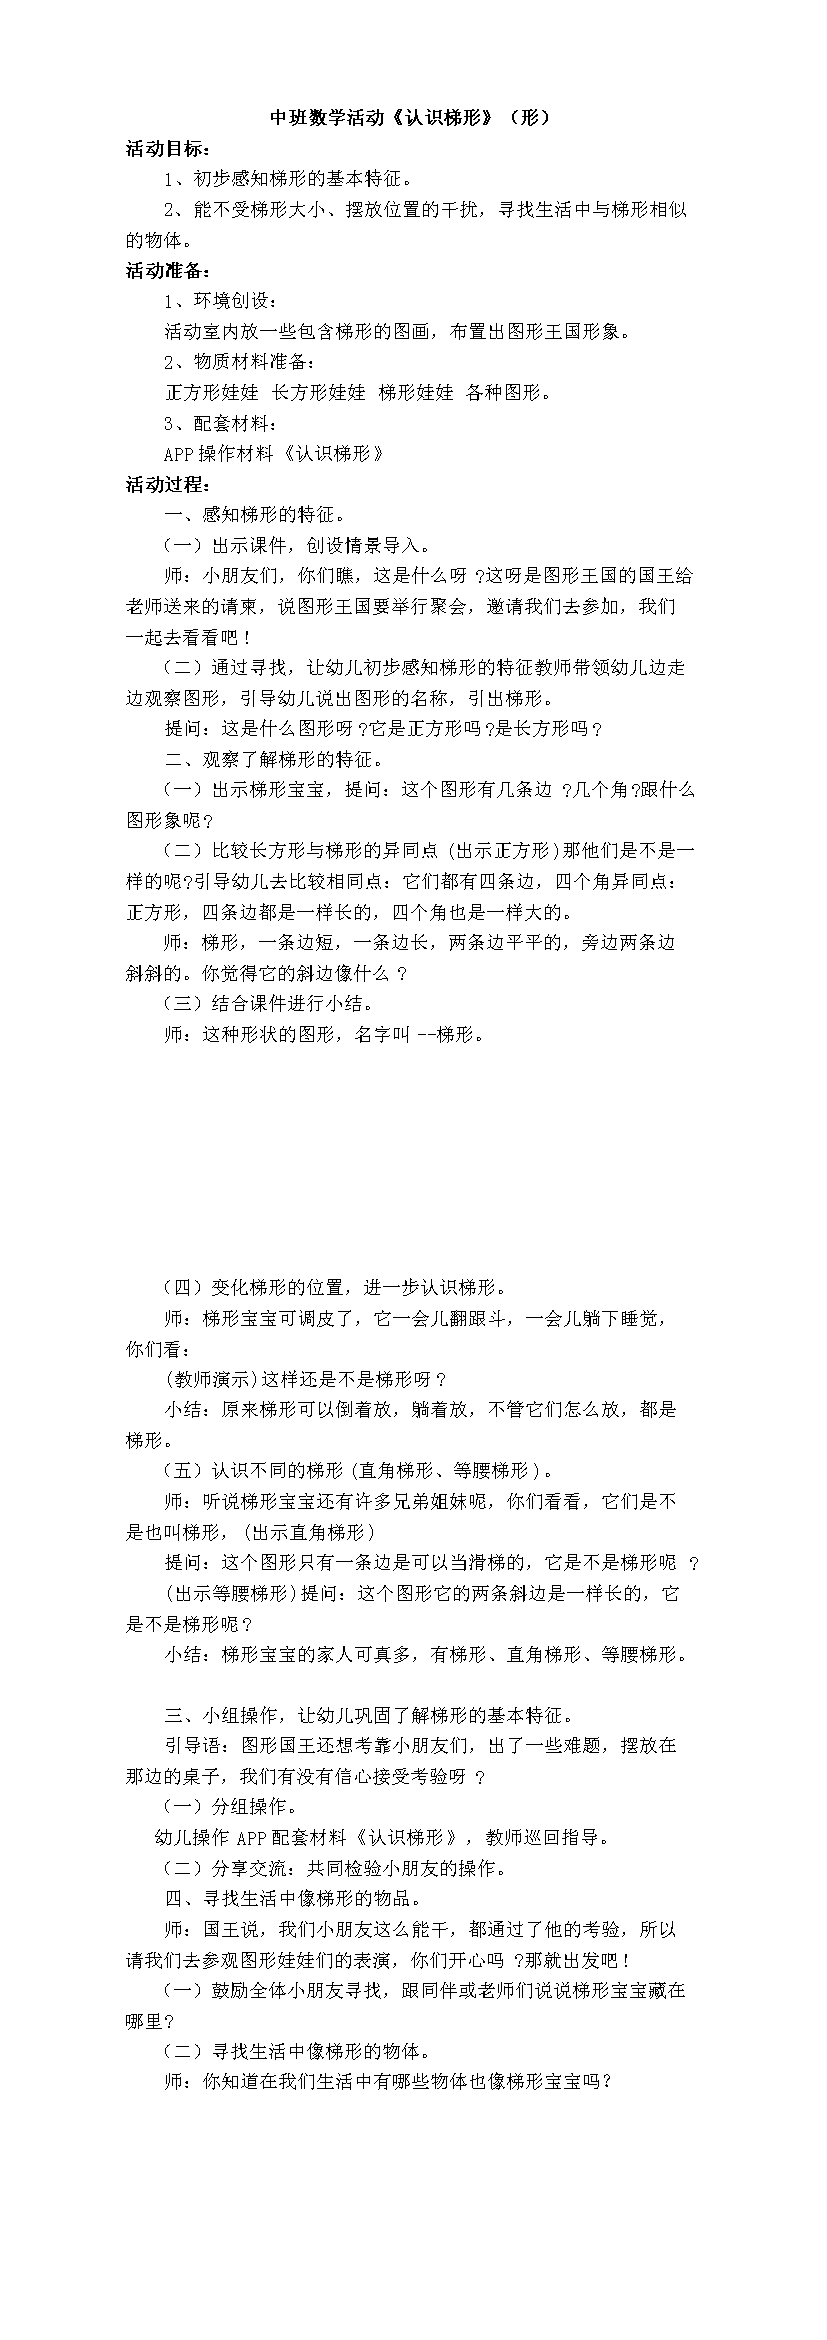 中班数学活动《认识梯形》（形）
活动目标：
1、初步感知梯形的基本特征。
2、能不受梯形大小、摆放位置的干扰，寻找生活中与梯形相似
的物体。
活动准备：
1、环境创设：
活动室内放一些包含梯形的图画，布置出图形王国形象。
2、物质材料准备：
正方形娃娃 长方形娃娃 梯形娃娃 各种图形。
3、配套材料：
APP操作材料《认识梯形》
活动过程：
一、感知梯形的特征。
（一）出示课件，创设情景导入。
师：小朋友们，你们瞧，这是什么呀?这呀是图形王国的国王给
老师送来的请柬，说图形王国要举行聚会，邀请我们去参加，我们
一起去看看吧!
（二）通过寻找，让幼儿初步感知梯形的特征教师带领幼儿边走
边观察图形，引导幼儿说出图形的名称，引出梯形。
提问：这是什么图形呀?它是正方形吗?是长方形吗?
二、观察了解梯形的特征。
（一）出示梯形宝宝，提问：这个图形有几条边 ?几个角?跟什么
图形象呢?
（二）比较长方形与梯形的异同点(出示正方形)那他们是不是一
样的呢?引导幼儿去比较相同点：它们都有四条边，四个角异同点：
正方形，四条边都是一样长的，四个角也是一样大的。
师：梯形，一条边短，一条边长，两条边平平的，旁边两条边
斜斜的。你觉得它的斜边像什么?
（三）结合课件进行小结。
师：这种形状的图形，名字叫--梯形。
（四）变化梯形的位置，进一步认识梯形。
师：梯形宝宝可调皮了，它一会儿翻跟斗，一会儿躺下睡觉，
你们看：
(教师演示)这样还是不是梯形呀?
小结：原来梯形可以倒着放，躺着放，不管它们怎么放，都是
梯形。
（五）认识不同的梯形(直角梯形、等腰梯形)。
师：听说梯形宝宝还有许多兄弟姐妹呢，你们看看，它们是不
是也叫梯形，(出示直角梯形)
提问：这个图形只有一条边是可以当滑梯的，它是不是梯形呢 ?
(出示等腰梯形)提问：这个图形它的两条斜边是一样长的，它
是不是梯形呢?
小结：梯形宝宝的家人可真多，有梯形、直角梯形、等腰梯形。
三、小组操作，让幼儿巩固了解梯形的基本特征。
引导语：图形国王还想考靠小朋友们，出了一些难题，摆放在
那边的桌子，我们有没有信心接受考验呀 ?
（一）分组操作。
幼儿操作 APP配套材料《认识梯形》，教师巡回指导。
（二）分享交流：共同检验小朋友的操作。
四、寻找生活中像梯形的物品。
师：国王说，我们小朋友这么能干，都通过了他的考验，所以
请我们去参观图形娃娃们的表演，你们开心吗 ?那就出发吧!
（一）鼓励全体小朋友寻找，跟同伴或老师们说说梯形宝宝藏在
哪里?
（二）寻找生活中像梯形的物体。
师：你知道在我们生活中有哪些物体也像梯形宝宝吗？